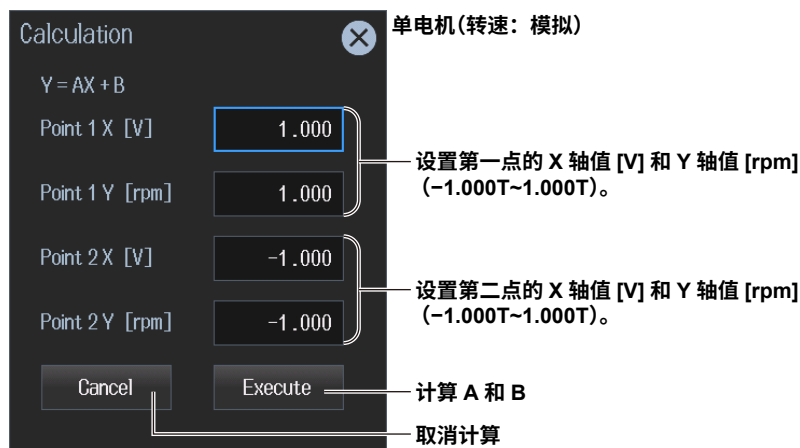 Calculation
单电机(转速：模拟)
Y = AX + B
Point 1 X [V]
1.000
设置第一点的 X 轴值 [V] 和 Y 轴值 [rpm]
(−1.000T~1.000T)。
Point 1 Y [rpm]
1.000
Point 2 X [V]
-1.000
设置第二点的 X 轴值 [V] 和 Y 轴值 [rpm]
(−1.000T~1.000T)。
Point 2 Y [rpm]
-1.000
Cancel
Execute
计算 A 和 B
取消计算